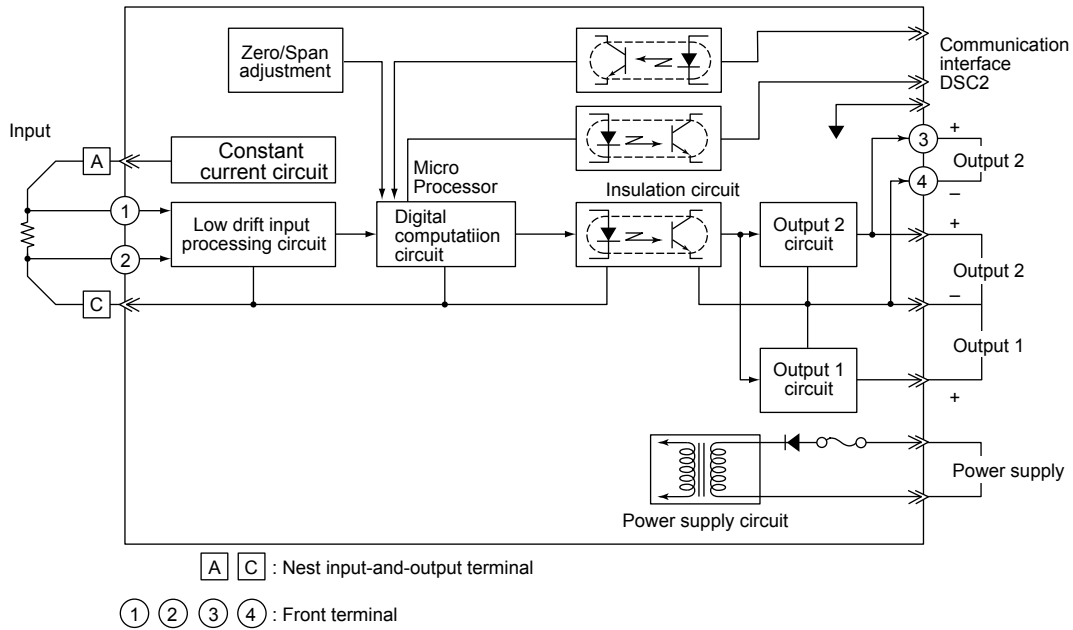 Zero/Span
adjustment
Communication
interface
DSC2
Input
A
Constant
current circuit
Micro
Processor
Insulation circuit
3
+
Output 2
4
–
1
Low drift input
processing circuit
2
Digital
computatiion
circuit
Output 2
circuit
+
Output 2
–
C
Output 1
Output 1
circuit
+
Power supply
Power supply circuit
A C : Nest input-and-output terminal
1 2 3 4 : Front terminal